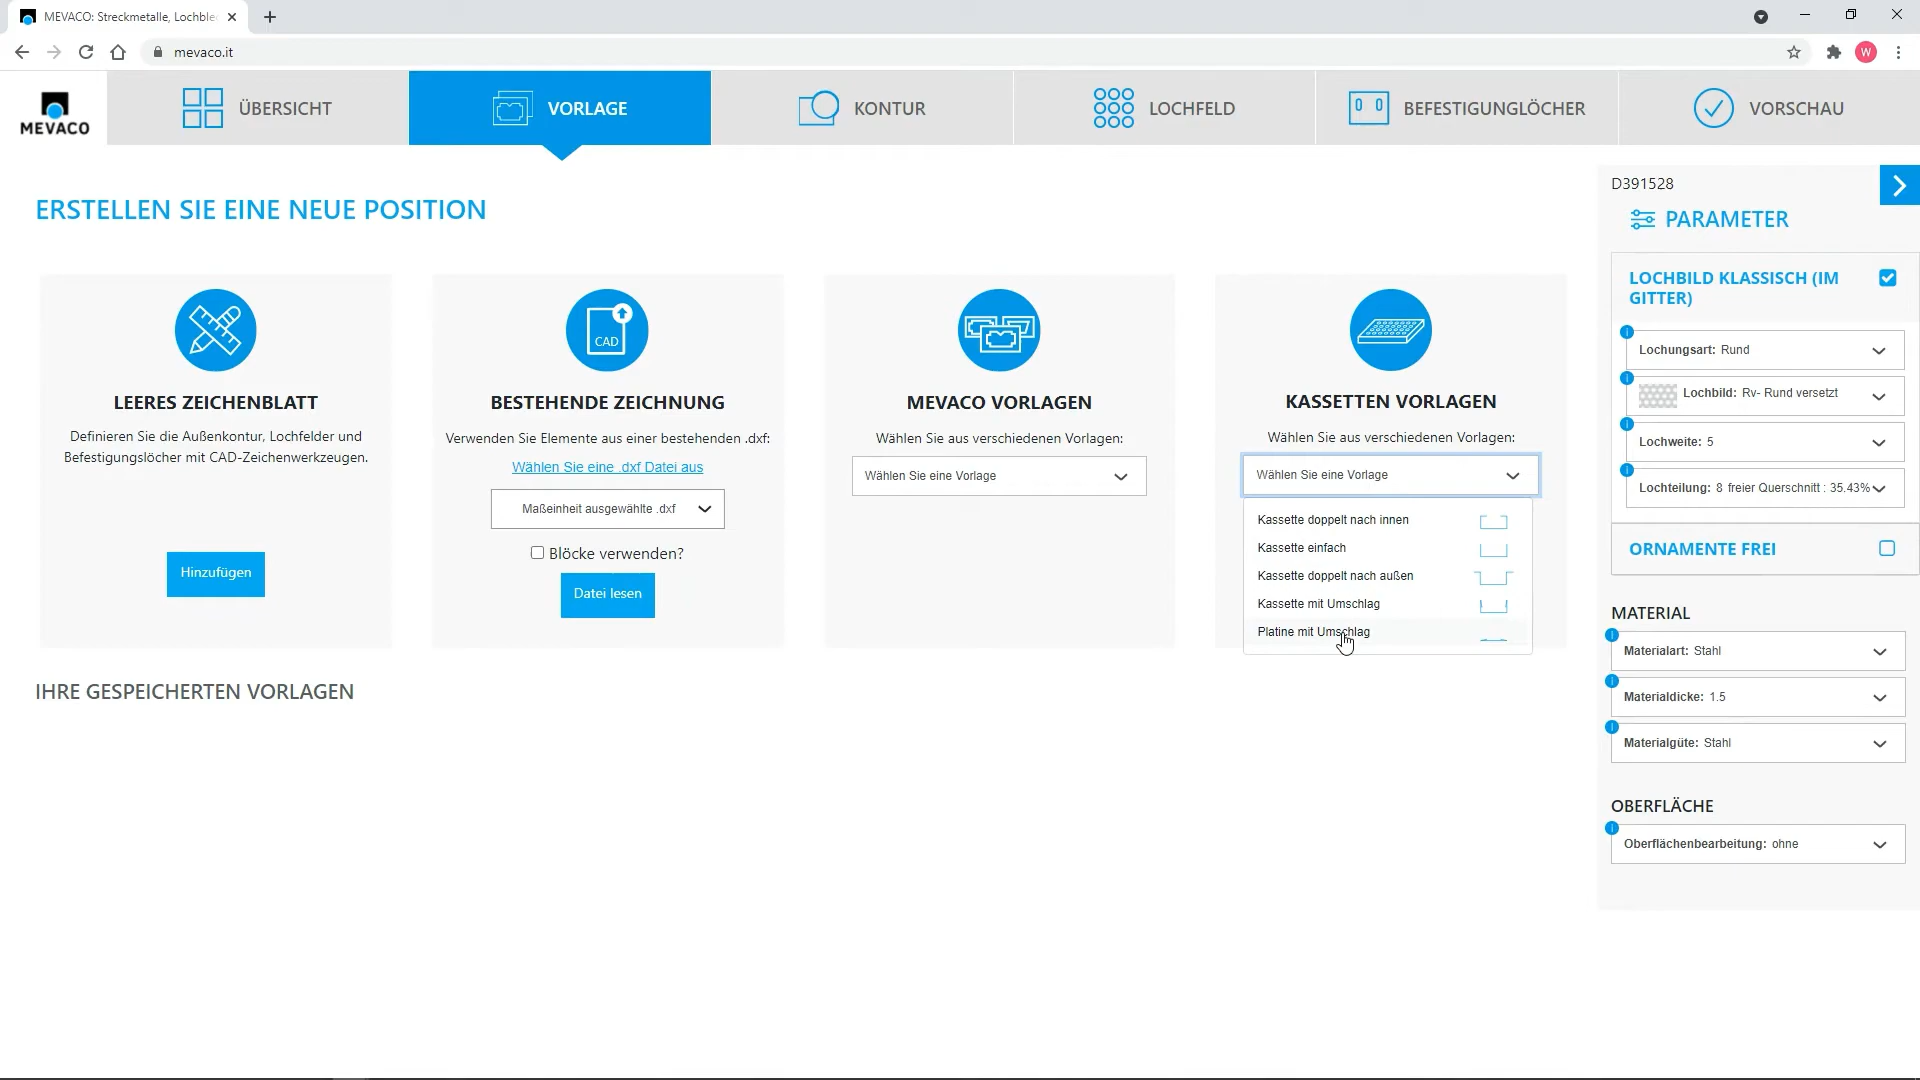 MEVACO: Streckmetalle, Lochble
mevaco.it
W
MEVACO
ÜBERSICHT
VORLAGE
KONTUR
LOCHFELD
BEFESTIGUNGLÖCHER
VORSCHAU
ERSTELLEN SIE EINE NEUE POSITION
LEERES ZEICHENBLATT
Definieren Sie die Außenkontur, Lochfelder und
Befestigungslöcher mit CAD-Zeichenwerkzeugen.
Hinzufügen
CAD
BESTEHENDE ZEICHNUNG
Verwenden Sie Elemente aus einer bestehenden .dxf:
Wählen Sie eine .dxf Datei aus
Maßeinheit ausgewählte .dxf
Blöcke verwenden?
Datei lesen
MEVACO VORLAGEN
Wählen Sie aus verschiedenen Vorlagen:
Wählen Sie eine Vorlage
KASSETTEN VORLAGEN
Wählen Sie aus verschiedenen Vorlagen:
Wählen Sie eine Vorlage
Kassette doppelt nach innen
Kassette einfach
Kassette doppelt nach außen
Kassette mit Umschlag
Platine mit Umschlag
IHRE GESPEICHERTEN VORLAGEN
D391528
PARAMETER
LOCHBILD KLASSISCH (IM
GITTER)
Lochungsart: Rund
Lochbild: Rv- Rund versetzt
Lochweite: 5
Lochteilung: 8 freier Querschnitt : 35.43%
ORNAMENTE FREI
MATERIAL
Materialart: Stahl
Materialdicke: 1.5
Materialgüte: Stahl
OBERFLÄCHE
Oberflächenbearbeitung: ohne